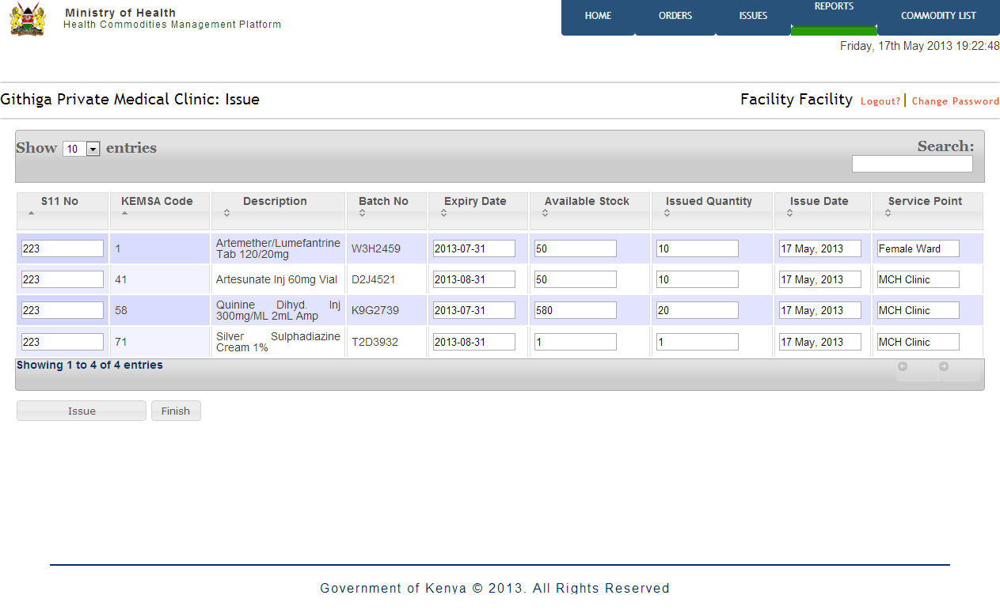 Ministry of Health
Health Commodities Management Platform
HOME ORDERS ISSUES REPORTS COMMODITY LIST
Friday, 17th May 2013 19:22:48
Githiga Private Medical Clinic: Issue
Facility Facility Logout? Change Password
Show 10 entries
Search:
S11 No KEMSA Code Description Batch No Expiry Date Available Stock Issued Quantity Issue Date Service Point
223 1 Artemether/Lumefantrine Tab 120/20mg W3H2459 2013-07-31 50 10 17 May, 2013 Female Ward
223 41 Artesunate Inj 60mg Vial D2J4521 2013-08-31 50 10 17 May, 2013 MCH Clinic
223 58 Quinine Dihyd. Inj 300mg/ML 2mL Amp K9G2739 2013-07-31 580 20 17 May, 2013 MCH Clinic
223 71 Silver Sulphadiazine Cream 1% T2D3932 2013-08-31 1 1 17 May, 2013 MCH Clinic
Showing 1 to 4 of 4 entries
Issue Finish
Government of Kenya © 2013. All Rights Reserved